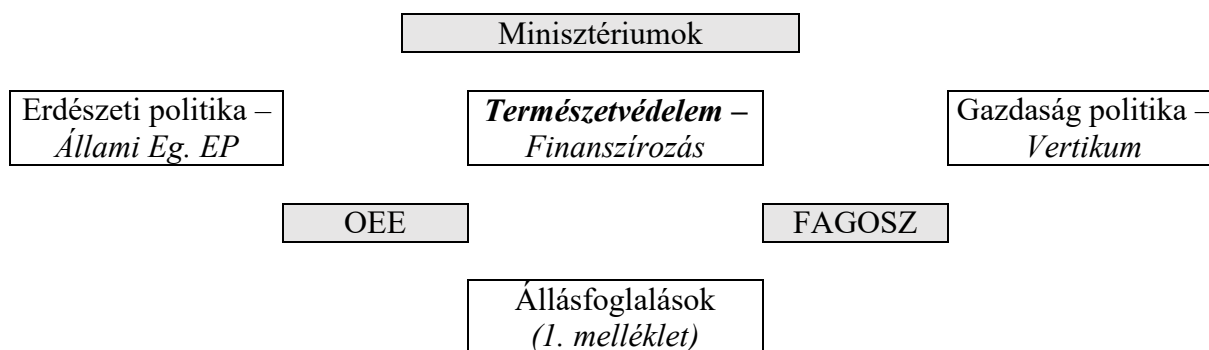 Minisztériumok
Erdészeti politika –
Állami Eg. EP
Természetvédelem –
Finanszírozás
Gazdaság politika –
Vertikum
OEE
FAGOSZ
Állásfoglalások
(1. melléklet)